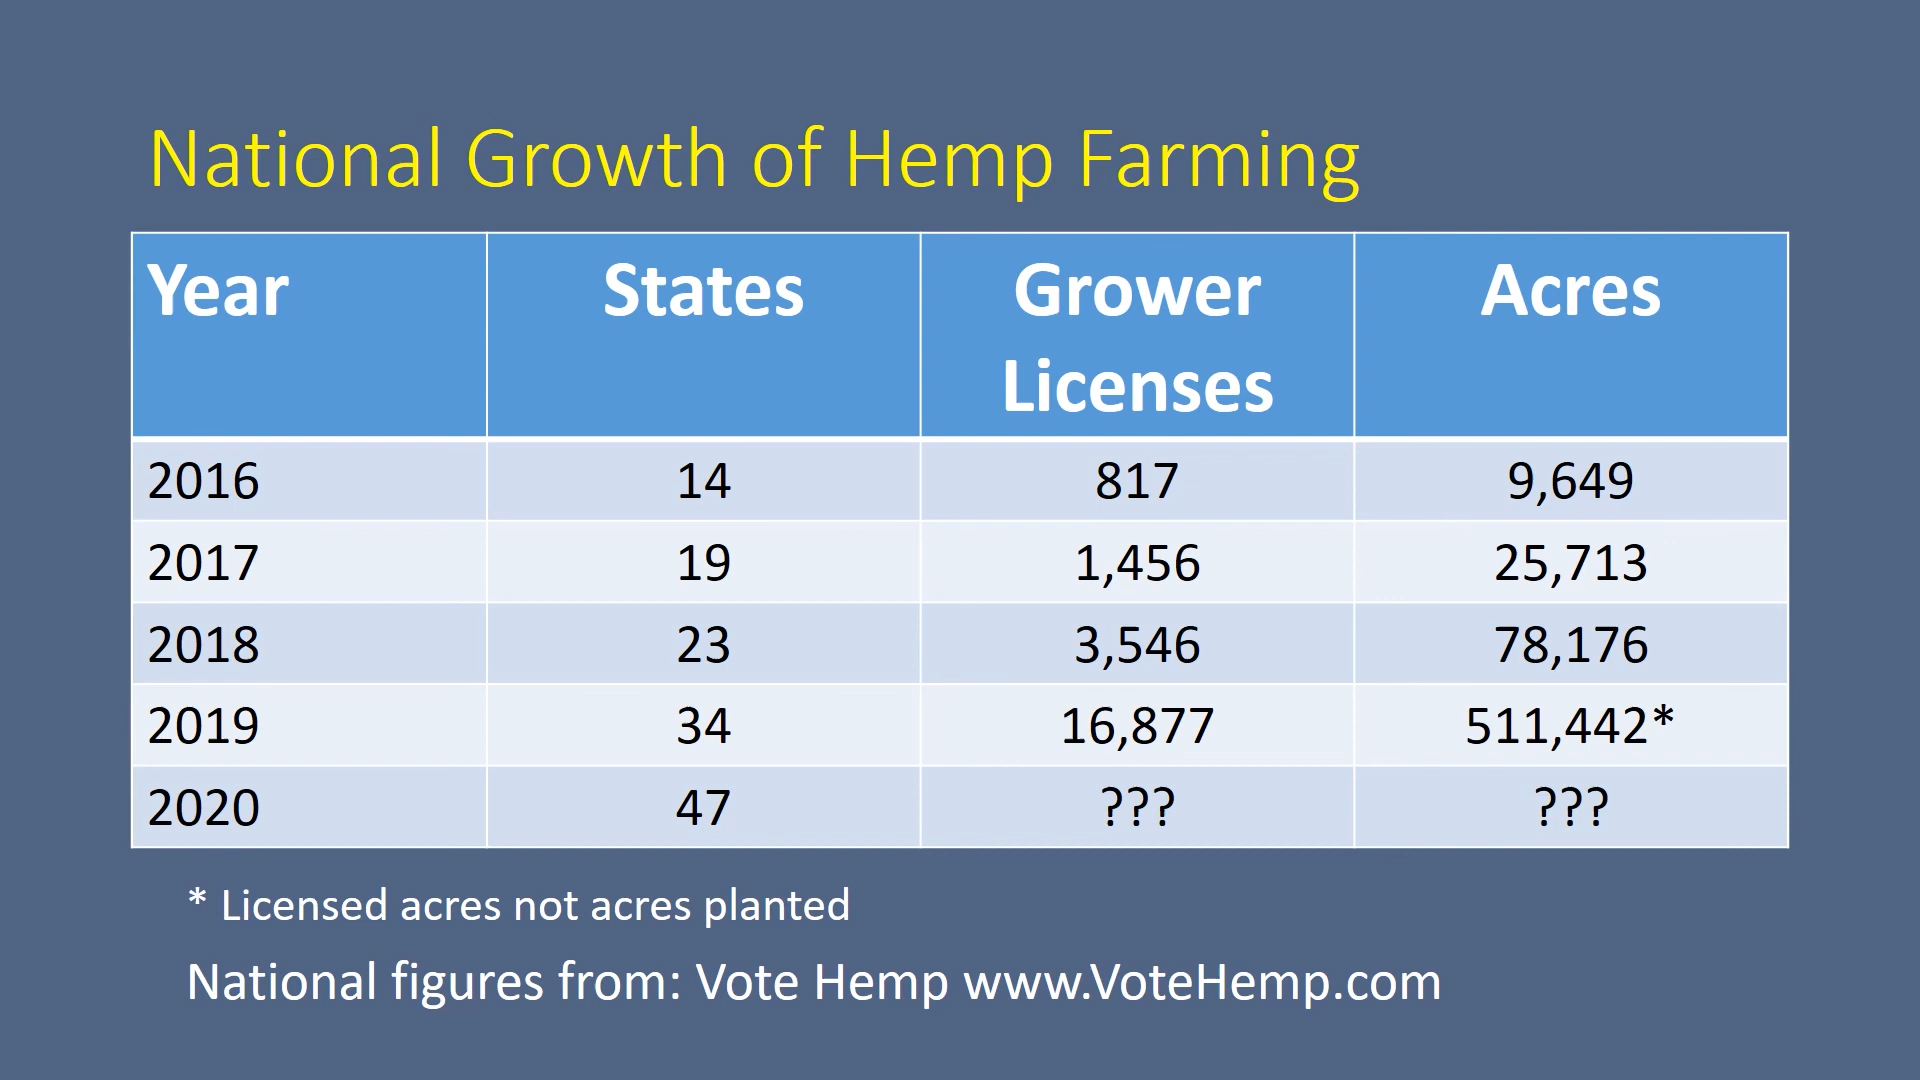 National Growth of Hemp Farming
Year States Grower Licenses Acres
2016 14 817 9,649
2017 19 1,456 25,713
2018 23 3,546 78,176
2019 34 16,877 511,442*
2020 47 ??? ???
* Licensed acres not acres planted
National figures from: Vote Hemp www.VoteHemp.com